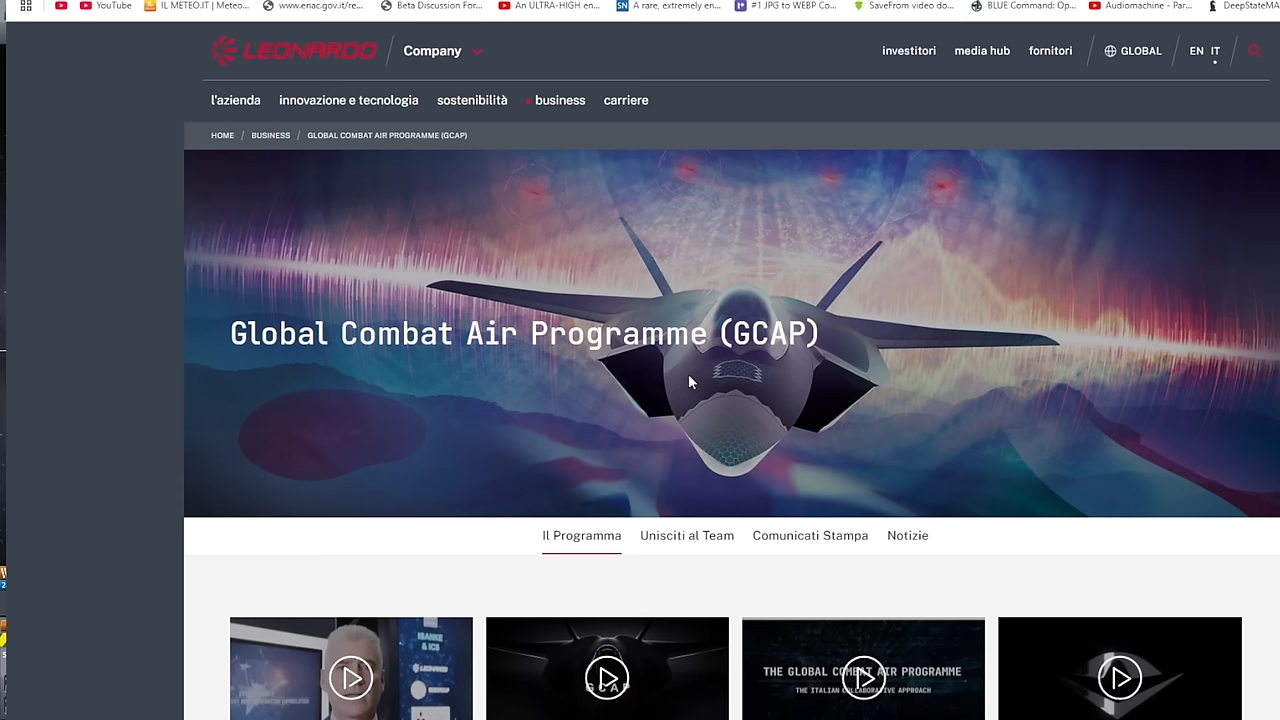 YouTube
IL METEO.IT | Meteo...
www.enac.gov.it/re...
Beta Discussion For...
An ULTRA-HIGH en...
SN A rare, extremely en...
#1 JPG to WEBP Co...
SaveFrom video do...
BLUE Command: Op...
Audiomachine - Par...
DeepStateMA
LEONARDO
Company
investitori media hub fornitori
GLOBAL
EN IT
l'azienda innovazione e tecnologia sostenibilità business carriere
HOME / BUSINESS / GLOBAL COMBAT AIR PROGRAMME (GCAP)
Global Combat Air Programme (GCAP)
Il Programma Unisciti al Team Comunicati Stampa Notizie
LEONARDO
GCAP
THE GLOBAL COMBAT AIR PROGRAMME
THE ITALIAN COLLABORATIVE APPROACH